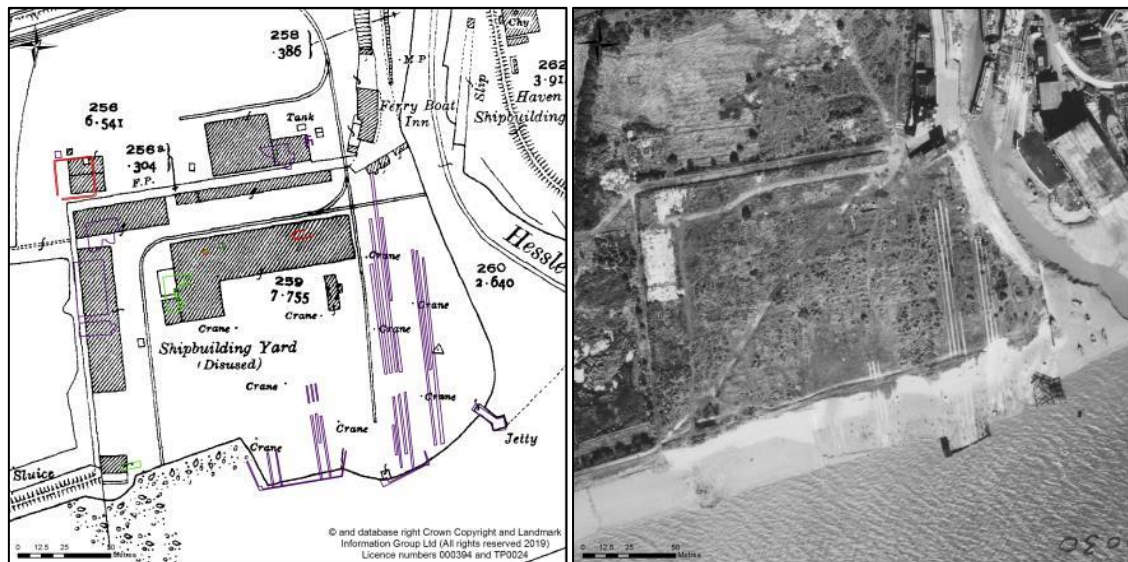 258
·386
Chy
M.P
262
3·91
Haven
Shipbuilding
Slip
Ferry Boat
Inn
Tank
256
6·541
256a
·304
F.P.
Hessle
260
2·640
259
7·755
Crane
Crane
Crane
Crane
Crane
Shipbuilding Yard
(Disused)
Crane
Crane
Crane
Crane
Jetty
Sluice
© and database right Crown Copyright and Landmark
Information Group Ltd (All rights reserved 2019)
Licence numbers 000394 and TP0024
0 12.5 25 50
Metres
0 12.5 25 50
Metres